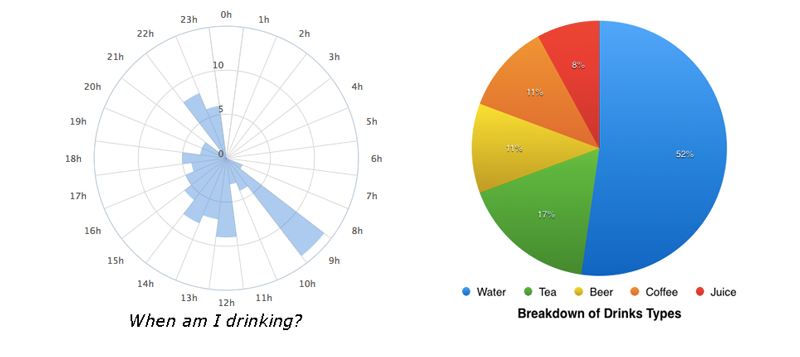 0h
1h
2h
3h
4h
5h
6h
7h
8h
9h
10h
11h
12h
13h
14h
15h
16h
17h
18h
19h
20h
21h
22h
23h
10
5
0
When am I drinking?
52%
17%
11%
11%
8%
Water Tea Beer Coffee Juice
Breakdown of Drinks Types